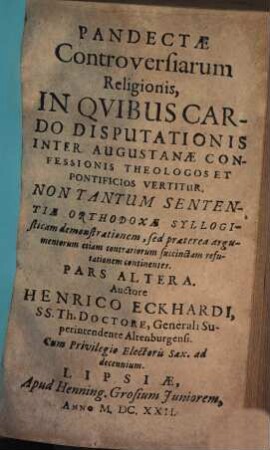 PANDECTÆ
Controversiarum
Religionis,
IN QVIBUS CAR-
DO DISPUTATIONIS
INTER AUGUSTANÆ CON-
FESSIONIS THEOLOGOS ET
PONTIFICIOS VERTITUR.
NON TANTUM SENTEN-
TIÆ ORTHODOXÆ SYLLOGI-
sticam demonstrationem, sed præterea argu-
mentorum etiam contrariorum succinctam refu-
tationem continentes.
PARS ALTERA.
Auctore
HENRICO ECKHARDI,
SS. Th. DOCTORE, Generali Su-
perintendente Altenburgensi.
Cum Privilegio Electoris Sax. ad
decennium.
LIPSIÆ,
Apud Henning. Grosium Juniorem,
ANNO M. DC. XXII.